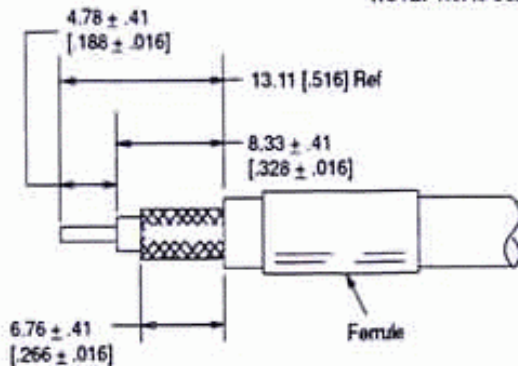 4.78 ± .41
[.188 ± .016]
13.11 [.516] Ref
8.33 ± .41
[.328 ± .016]
6.76 ± .41
[.266 ± .016]
Ferrule